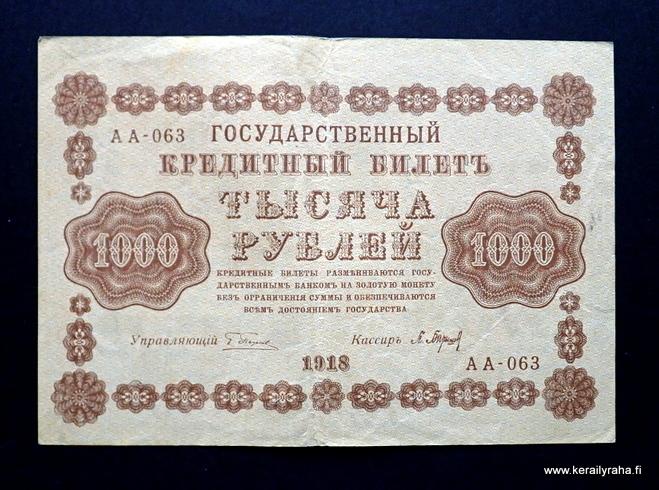 АА-063 ГОСУДАРСТВЕННЫЙ
КРЕДИТНЫЙ БИЛЕТЪ
ТЫСЯЧА
РУБЛЕЙ
1000
1000
КРЕДИТНЫЕ БИЛЕТЫ РАЗМѢНИВАЮТСЯ ГОСУ-
ДАРСТВЕННЫМЪ БАНКОМЪ НА ЗОЛОТУЮ МОНЕТУ
БЕЗЪ ОГРАНИЧЕНІЯ СУММЫ И ОБЕЗПЕЧИВАЮТСЯ
ВСѢМЪ ДОСТОЯНІЕМЪ ГОСУДАРСТВА
Управляющій
Кассиръ
1918
АА-063
www.kerailyraha.fi